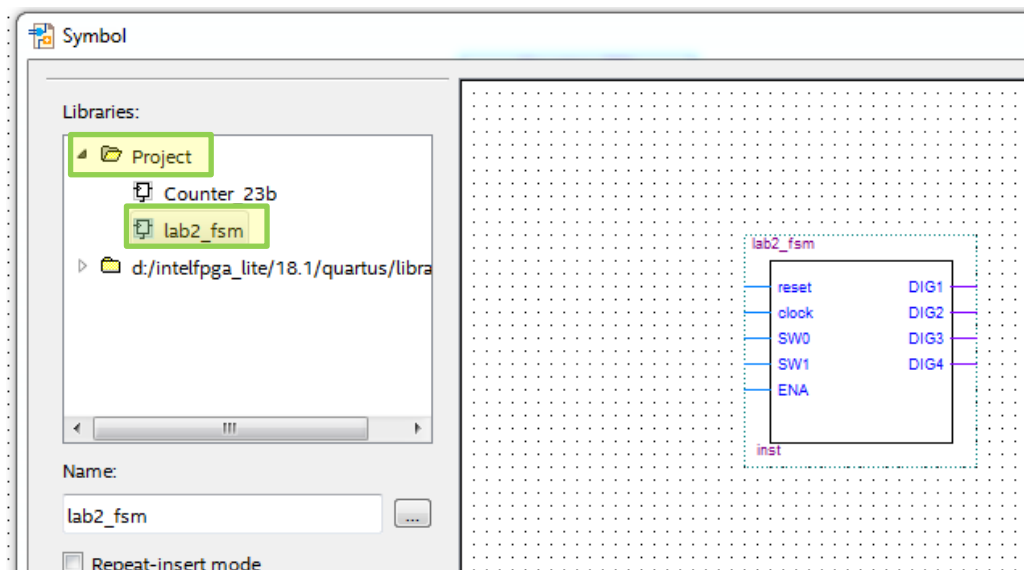 Symbol
Libraries:
Project
Counter_23b
lab2_fsm
d:/intelfpga_lite/18.1/quartus/libra
Name:
lab2_fsm
...
Repeat-insert mode
lab2_fsm
reset DIG1
clock DIG2
SW0 DIG3
SW1 DIG4
ENA
inst